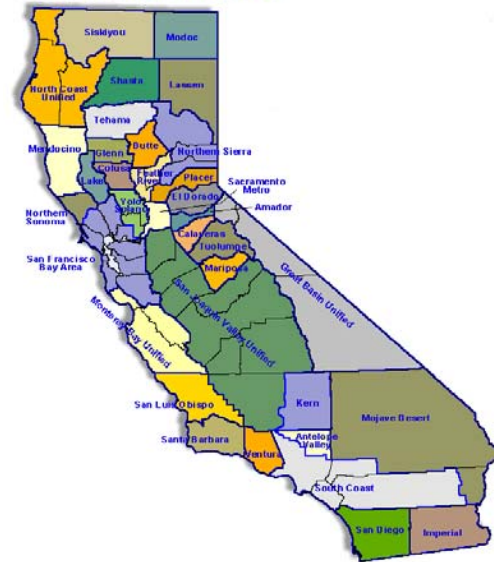 Siskiyou
Modoc
North Coast
Unified
Shasta
Lassen
Tehama
Mendocino
Glenn
Butte
Northern Sierra
Colusa
Feather
River
Placer
Lake
Yolo
Solano
El Dorado
Sacramento
Metro
Amador
Northern
Sonoma
Calaveras
Tuolumne
San Francisco
Bay Area
Mariposa
Great Basin Unified
San Joaquin Valley Unified
Monterey Bay Unified
San Luis Obispo
Kern
Mojave Desert
Santa Barbara
Ventura
Antelope
Valley
South Coast
San Diego
Imperial